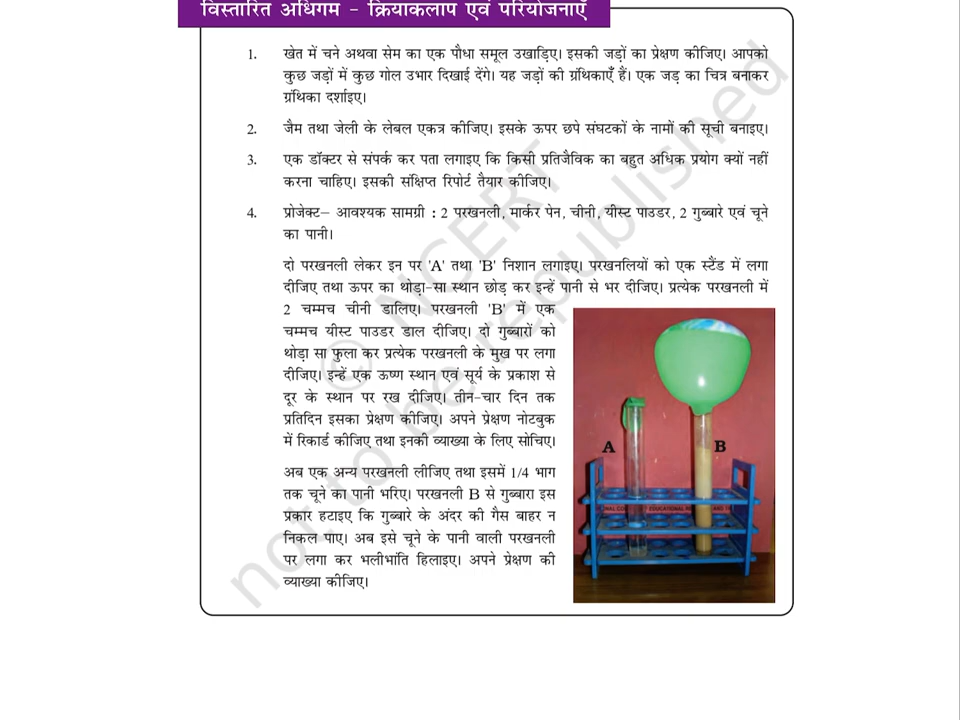 विस्तारित अधिगम – क्रियाकलाप एवं परियोजनाएँ
1. खेत में चने अथवा सेम का एक पौधा समूल उखाड़िए। इसकी जड़ों का प्रेक्षण कीजिए। आपको
कुछ जड़ों में कुछ गोल उभार दिखाई देंगे। यह जड़ों की ग्रंथिकाएँ हैं। एक जड़ का चित्र बनाकर
ग्रंथिका दर्शाइए।
2. जैम तथा जेली के लेबल एकत्र कीजिए। इसके ऊपर छपे संघटकों के नामों की सूची बनाइए।
3. एक डॉक्टर से संपर्क कर पता लगाइए कि किसी प्रतिजैविक का बहुत अधिक प्रयोग क्यों नहीं
करना चाहिए। इसकी संक्षिप्त रिपोर्ट तैयार कीजिए।
4. प्रोजेक्ट– आवश्यक सामग्री : 2 परखनली, मार्कर पेन, चीनी, यीस्ट पाउडर, 2 गुब्बारे एवं चूने
का पानी।
दो परखनली लेकर इन पर 'A' तथा 'B' निशान लगाइए। परखनलियों को एक स्टैंड में लगा
दीजिए तथा ऊपर का थोड़ा-सा स्थान छोड़ कर इन्हें पानी से भर दीजिए। प्रत्येक परखनली में
2 चम्मच चीनी डालिए। परखनली 'B' में एक
चम्मच यीस्ट पाउडर डाल दीजिए। दो गुब्बारों को
थोड़ा सा फुला कर प्रत्येक परखनली के मुख पर लगा
दीजिए। इन्हें एक ऊष्ण स्थान एवं सूर्य के प्रकाश से
दूर के स्थान पर रख दीजिए। तीन-चार दिन तक
प्रतिदिन इसका प्रेक्षण कीजिए। अपने प्रेक्षण नोटबुक
में रिकार्ड कीजिए तथा इनकी व्याख्या के लिए सोचिए।
अब एक अन्य परखनली लीजिए तथा इसमें 1/4 भाग
तक चूने का पानी भरिए। परखनली B से गुब्बारा इस
प्रकार हटाइए कि गुब्बारे के अंदर की गैस बाहर न
निकल पाए। अब इसे चूने के पानी वाली परखनली
पर लगा कर भलीभांति हिलाइए। अपने प्रेक्षण की
व्याख्या कीजिए।
A
B
EDUCATIONAL
© NCERT
not to be republished